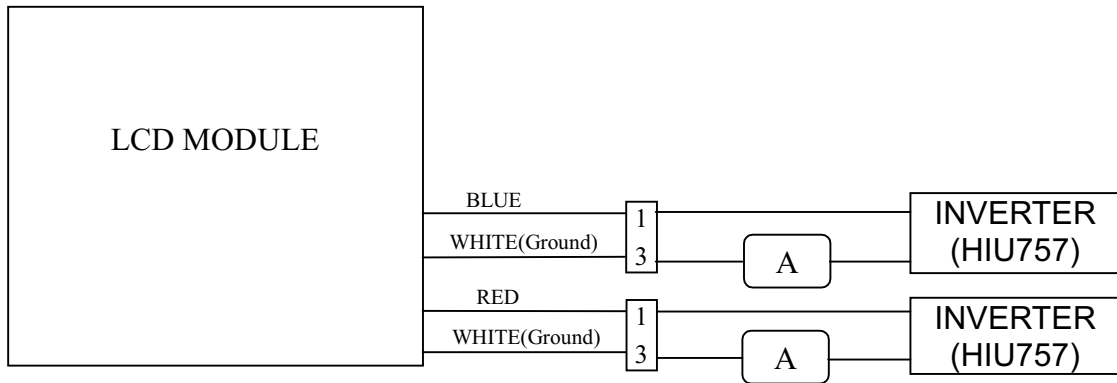 LCD MODULE
BLUE
1
INVERTER
WHITE(Ground)
3
A
(HIU757)
RED
1
INVERTER
WHITE(Ground)
3
A
(HIU757)